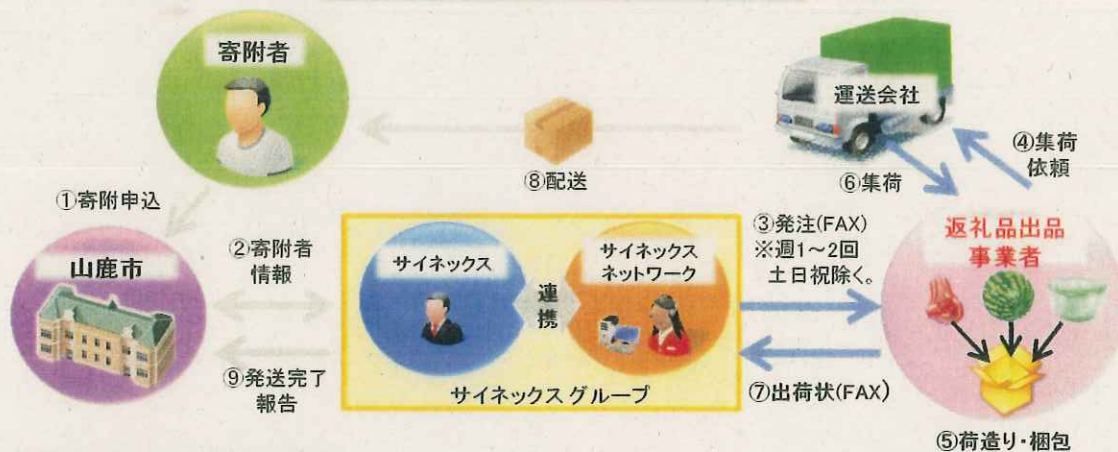 寄附者
運送会社
④集荷
依頼
⑧配送
⑥集荷
①寄附申込
山鹿市
②寄附者
情報
サイネックス
連
携
サイネックス
ネットワーク
③発注(FAX)
※週1～2回
土日祝除く。
返礼品出品
事業者
⑨発送完了
報告
サイネックスグループ
⑦出荷状(FAX)
⑤荷造り・梱包